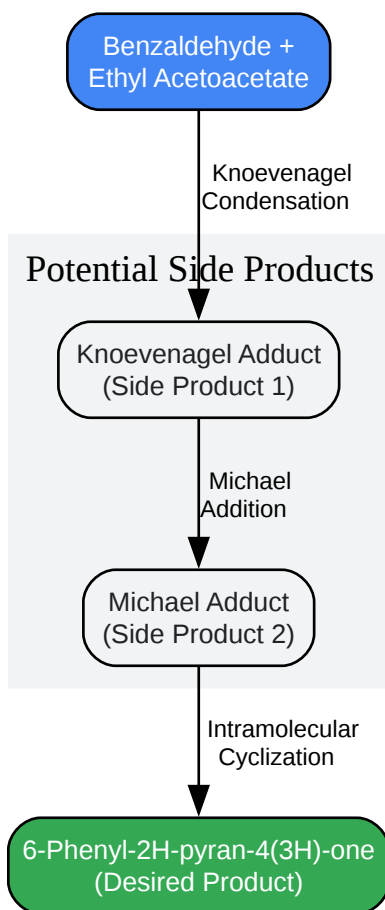 Benzaldehyde +
Ethyl Acetoacetate
Knoevenagel
Condensation
Potential Side Products
Knoevenagel Adduct
(Side Product 1)
Michael
Addition
Michael Adduct
(Side Product 2)
Intramolecular
Cyclization
6-Phenyl-2H-pyran-4(3H)-one
(Desired Product)